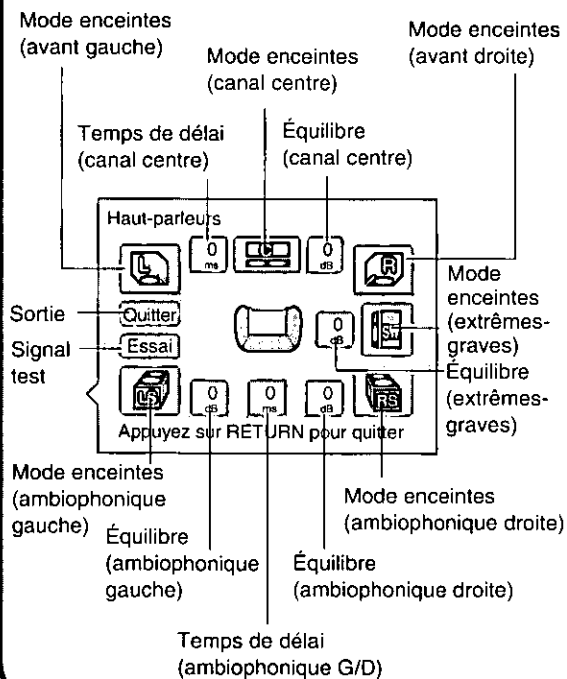 Mode enceintes
(avant gauche)
Mode enceintes
(canal centre)
Mode enceintes
(avant droite)
Temps de délai
(canal centre)
Équilibre
(canal centre)
Haut-parleurs
L
0
ms
C
0
dB
R
Sortie
Quitter
Signal
test
Essai
0
dB
Mode
enceintes
(extrêmes-
graves)
Équilibre
(extrêmes-
graves)
LS
0
dB
0
ms
0
dB
RS
Appuyez sur RETURN pour quitter
Mode enceintes
(ambiophonique
gauche)
Équilibre
(ambiophonique
gauche)
Temps de délai
(ambiophonique G/D)
Équilibre
(ambiophonique droite)
Mode enceintes
(ambiophonique droite)